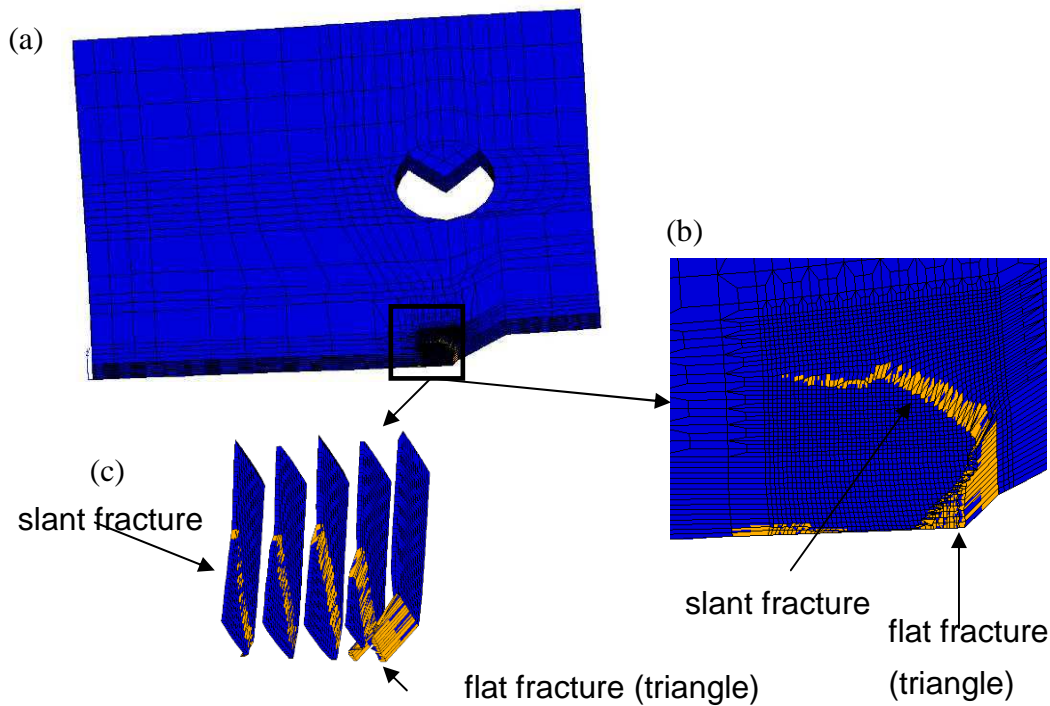 (a)
(b)
(c)
slant fracture
slant fracture
flat fracture
(triangle)
flat fracture (triangle)